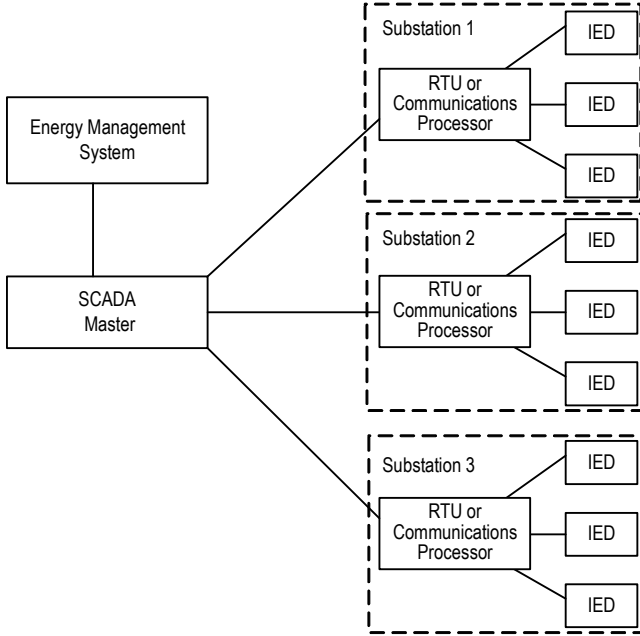 Energy Management
System
SCADA
Master
Substation 1
RTU or
Communications
Processor
IED
IED
IED
Substation 2
RTU or
Communications
Processor
IED
IED
IED
Substation 3
RTU or
Communications
Processor
IED
IED
IED